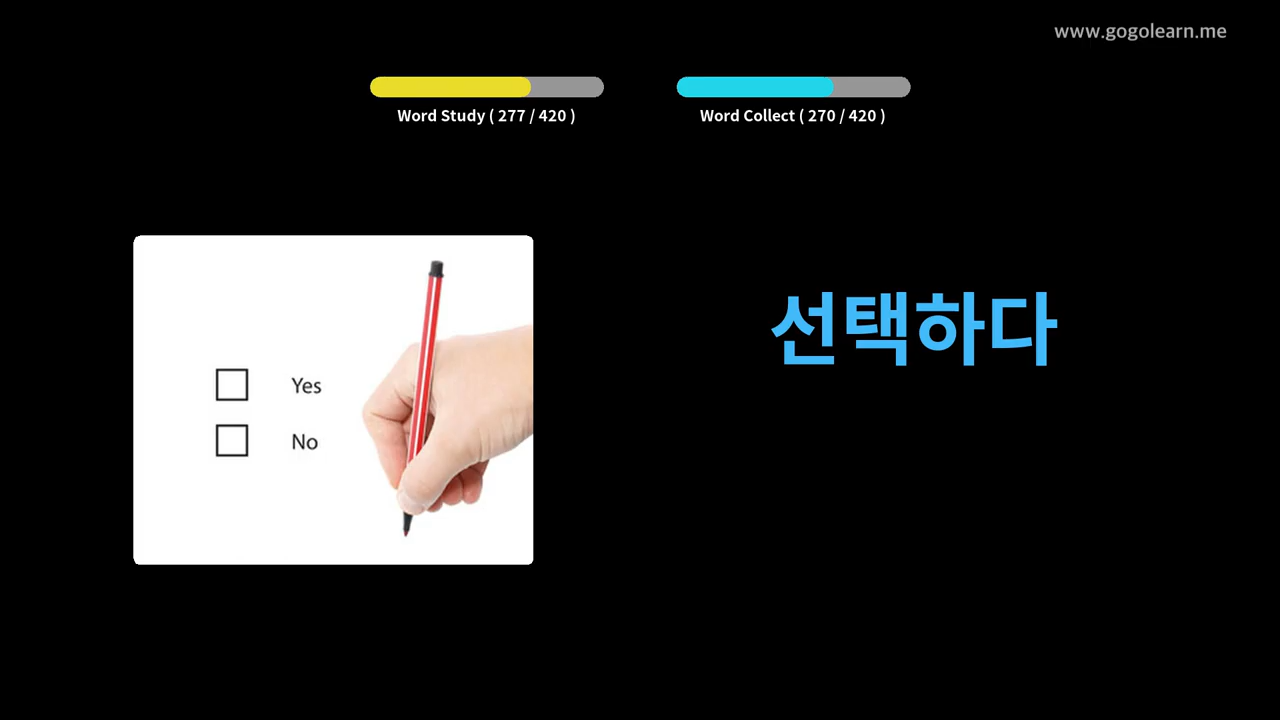 www.gogolearn.me
Word Study ( 277 / 420 )
Word Collect ( 270 / 420 )
Yes
No
선택하다